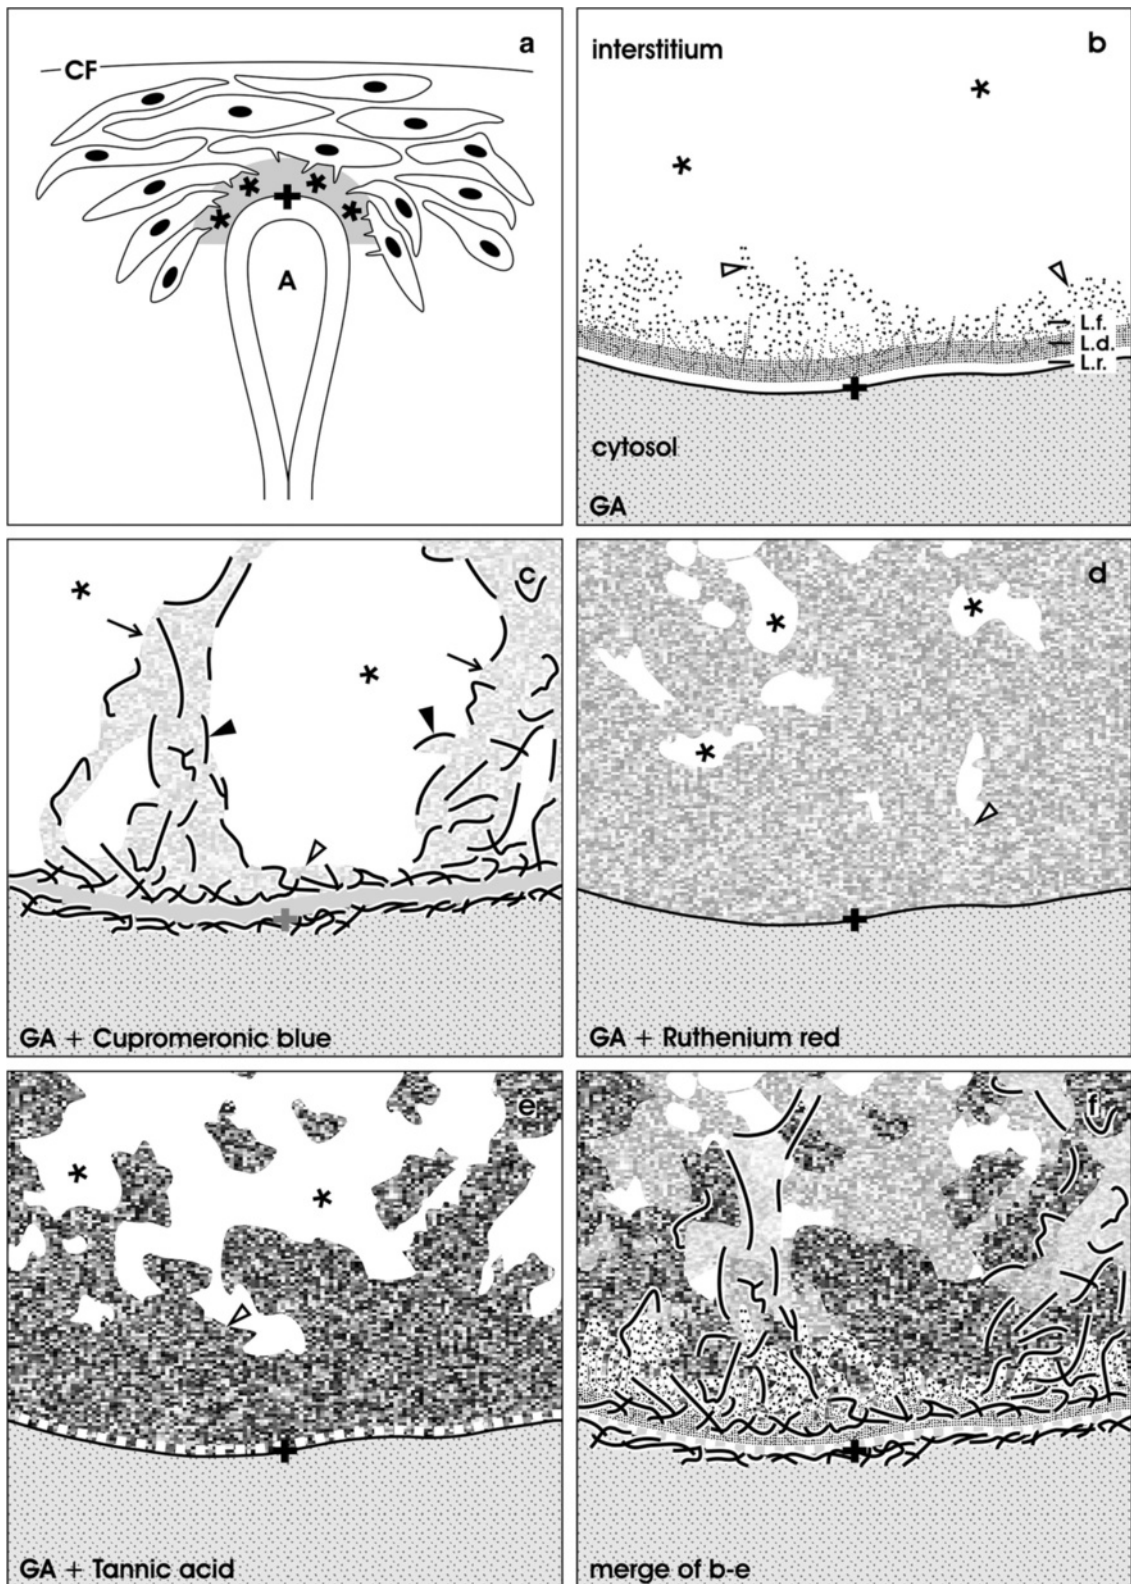 a
CF
A
b
interstitium
L.f.
L.d.
L.r.
cytosol
GA
c
GA + Cupromeronic blue
d
GA + Ruthenium red
e
GA + Tannic acid
f
merge of b-e